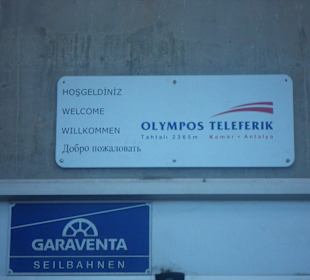 HOŞGELDİNİZ
WELCOME
WILLKOMMEN
Добро пожаловать
OLYMPOS TELEFERIK
Tahtalı 2365m Kemer • Antalya
GARAVENTA
SEILBAHNEN